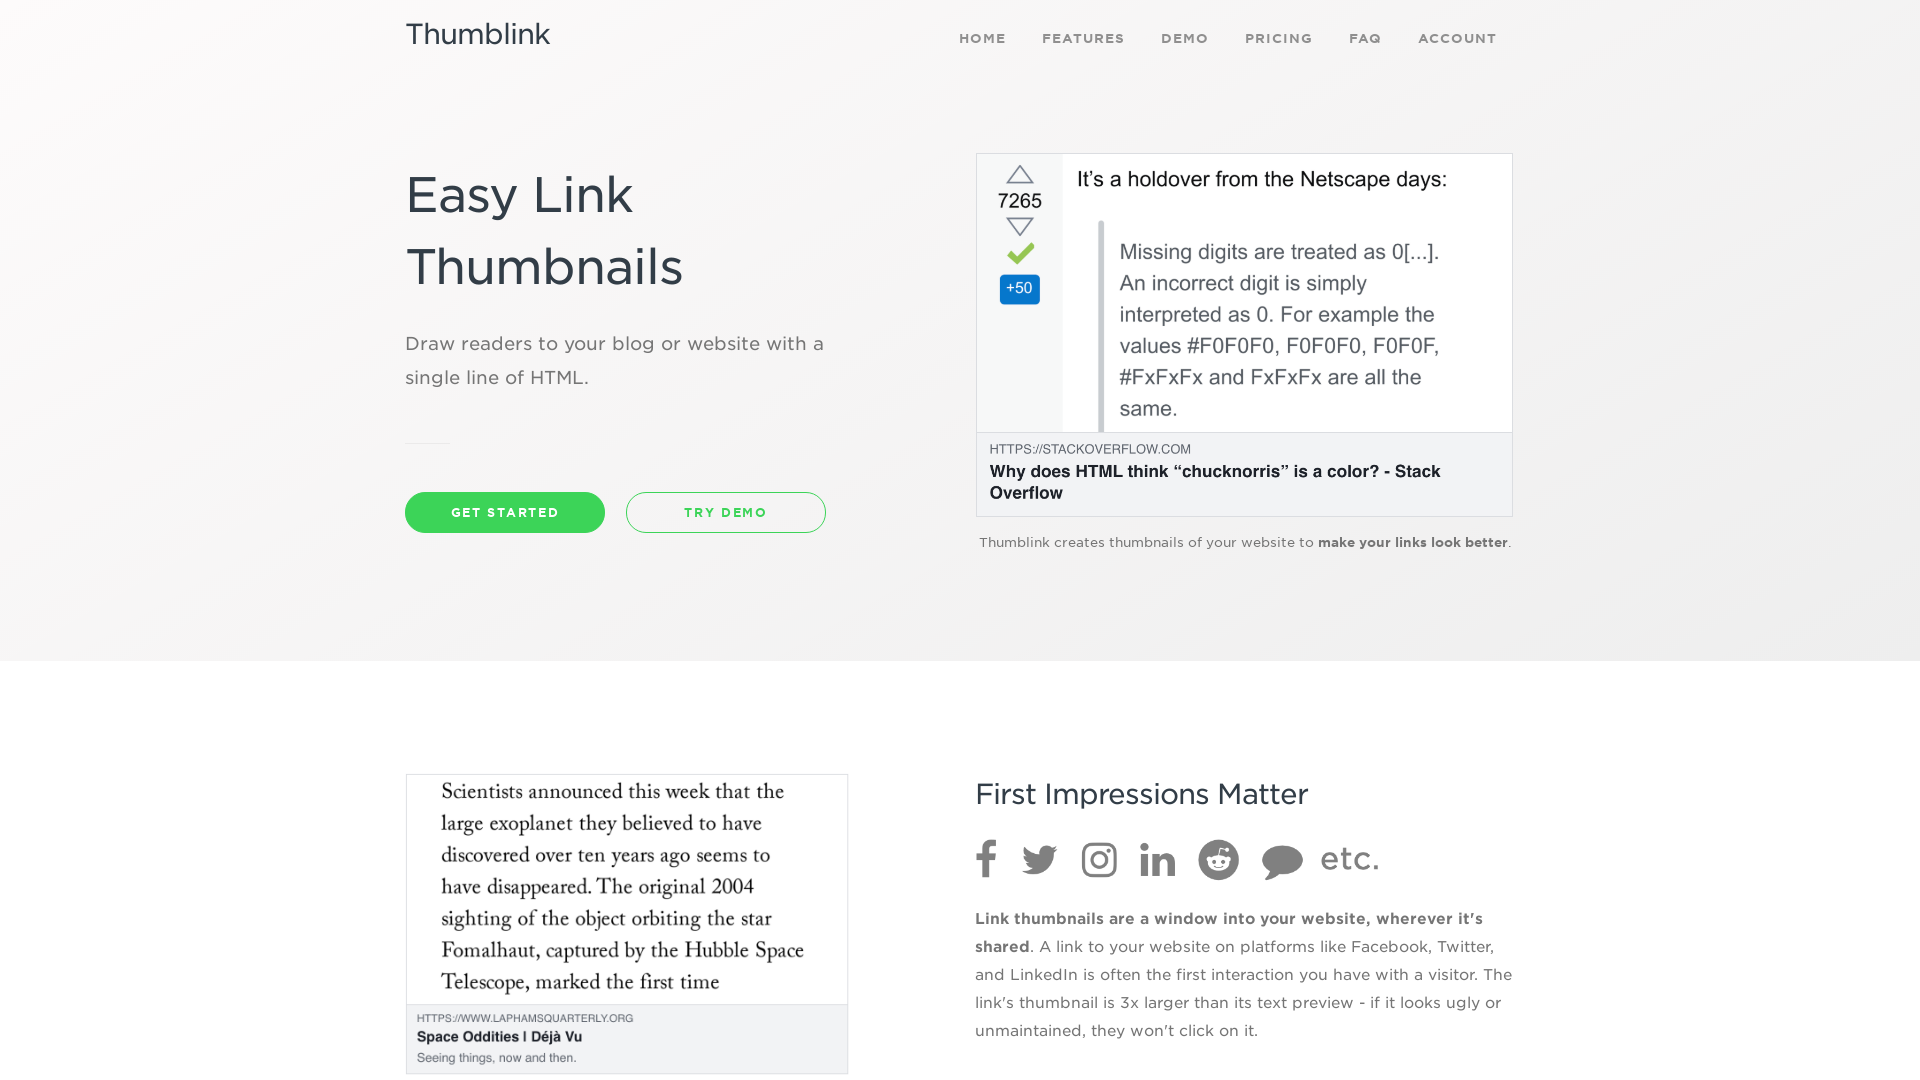 Thumblink
HOME FEATURES DEMO PRICING FAQ ACCOUNT
Easy Link
Thumbnails
Draw readers to your blog or website with a
single line of HTML.
GET STARTED
TRY DEMO
7265
+50
It's a holdover from the Netscape days:
Missing digits are treated as 0[...].
An incorrect digit is simply
interpreted as 0. For example the
values #F0F0F0, F0F0F0, F0F0F,
#FxFxFx and FxFxFx are all the
same.
HTTPS://STACKOVERFLOW.COM
Why does HTML think “chucknorris” is a color? - Stack
Overflow
Thumblink creates thumbnails of your website to make your links look better.
Scientists announced this week that the
large exoplanet they believed to have
discovered over ten years ago seems to
have disappeared. The original 2004
sighting of the object orbiting the star
Fomalhaut, captured by the Hubble Space
Telescope, marked the first time
HTTPS://WWW.LAPHAMSQUARTERLY.ORG
Space Oddities | Déjà Vu
Seeing things, now and then.
First Impressions Matter
etc.
Link thumbnails are a window into your website, wherever it's
shared. A link to your website on platforms like Facebook, Twitter,
and LinkedIn is often the first interaction you have with a visitor. The
link's thumbnail is 3x larger than its text preview - if it looks ugly or
unmaintained, they won't click on it.